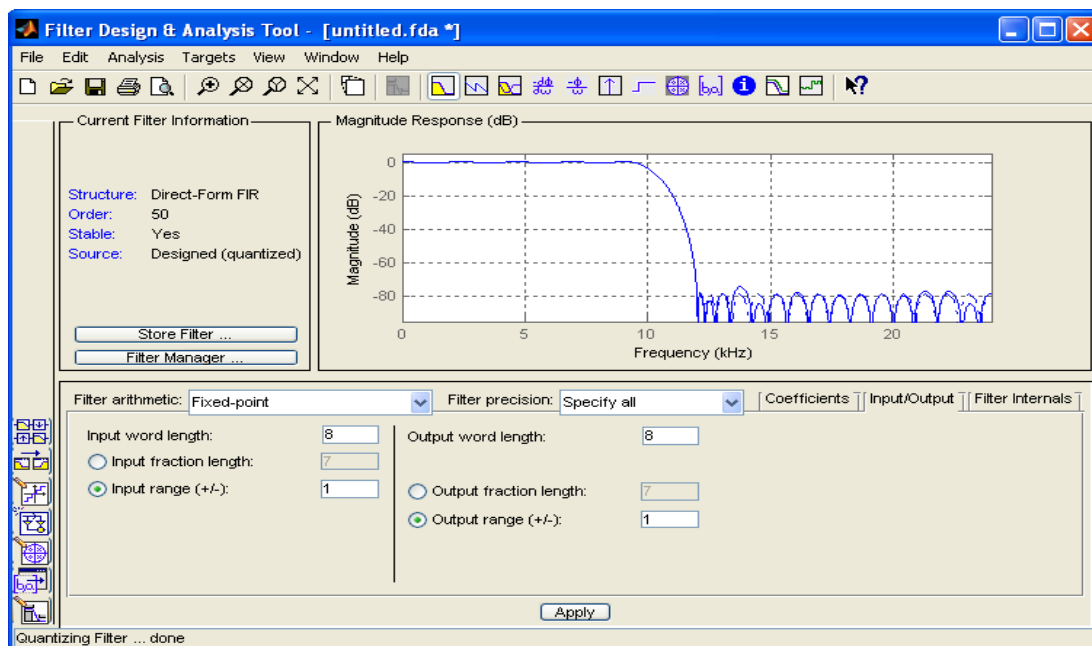 Filter Design & Analysis Tool - [untitled.fda *]
File Edit Analysis Targets View Window Help
Current Filter Information
Structure: Direct-Form FIR
Order: 50
Stable: Yes
Source: Designed (quantized)
Store Filter ...
Filter Manager ...
Magnitude Response (dB)
Magnitude (dB)
0
-20
-40
-60
-80
0 5 10 15 20
Frequency (kHz)
Filter arithmetic: Fixed-point Filter precision: Specify all Coefficients Input/Output Filter Internals
Input word length: 8
Input fraction length: 7
Input range (+/-): 1
Output word length: 8
Output fraction length: 7
Output range (+/-): 1
Apply
Quantizing Filter ... done